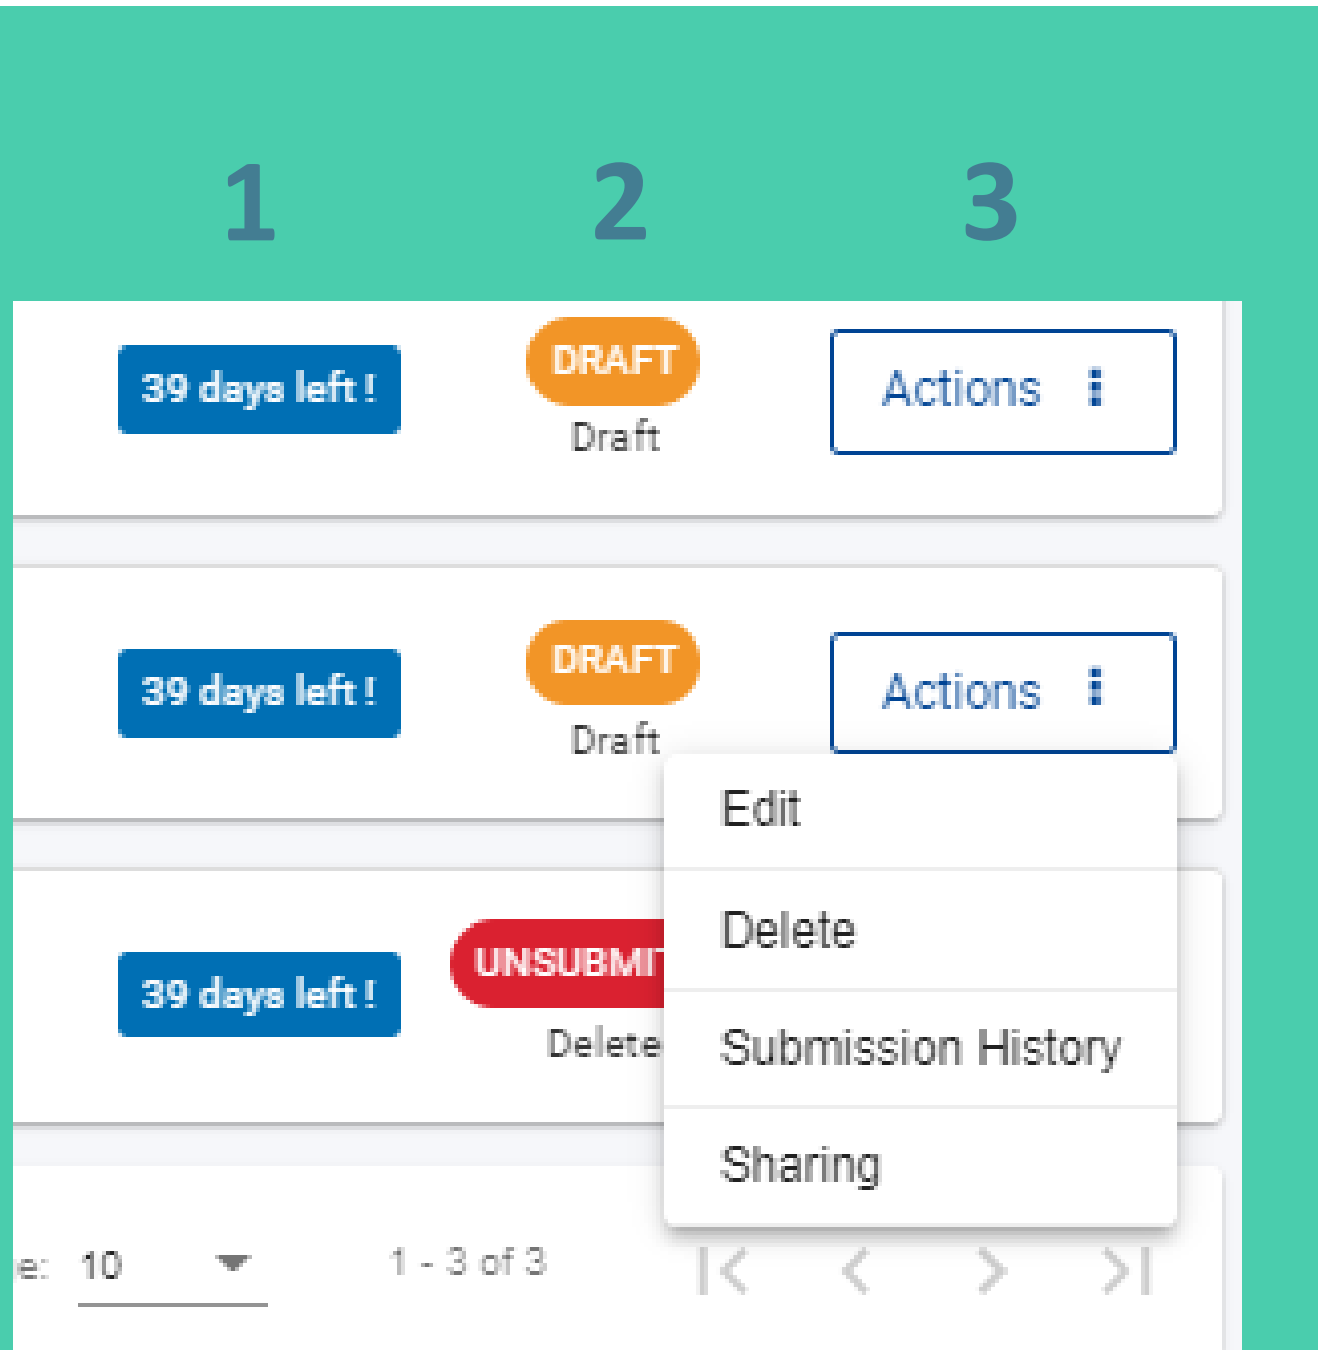 1 2 3
39 days left! DRAFT Actions
Draft
39 days left! DRAFT Actions
Draft
Edit
Delete
39 days left! UNSUBMIT
Delete
Submission History
Sharing
e: 10 1 - 3 of 3